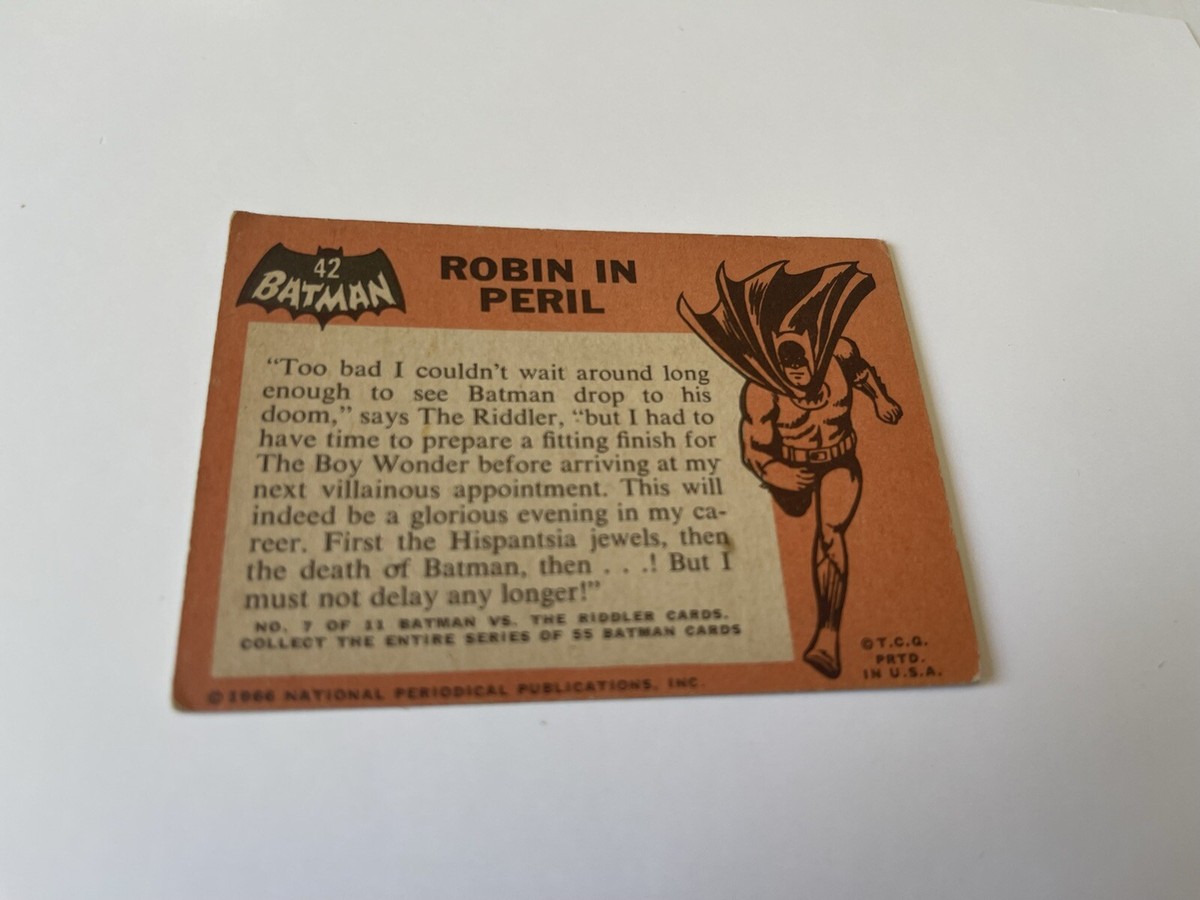 42
BATMAN
ROBIN IN
PERIL
“Too bad I couldn’t wait around long
enough to see Batman drop to his
doom,” says The Riddler, “but I had to
have time to prepare a fitting finish for
The Boy Wonder before arriving at my
next villainous appointment. This will
indeed be a glorious evening in my ca-
reer. First the Hispantsia jewels, then
the death of Batman, then . . .! But I
must not delay any longer!”
NO. 7 OF 11 BATMAN VS. THE RIDDLER CARDS.
COLLECT THE ENTIRE SERIES OF 55 BATMAN CARDS
© 1966 NATIONAL PERIODICAL PUBLICATIONS, INC.
© T.C.G.
PRTD.
IN U.S.A.